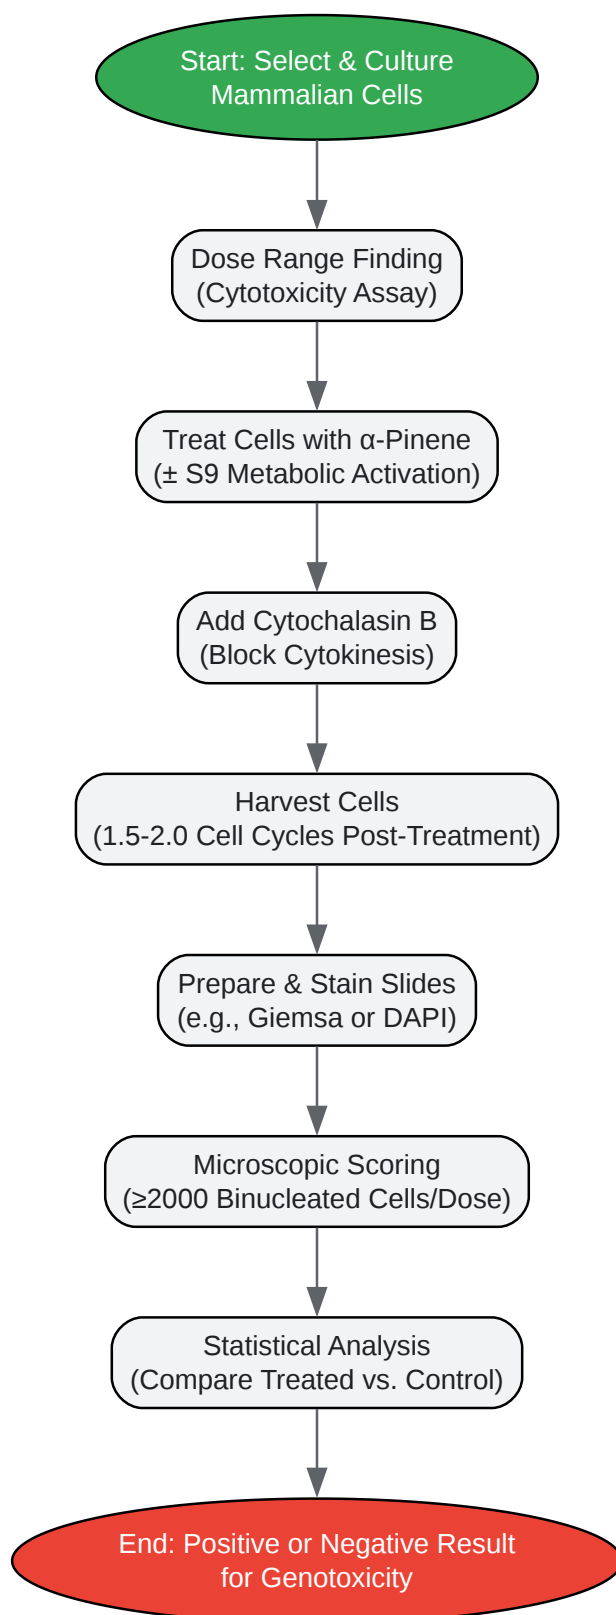 Start: Select & Culture
Mammalian Cells
Dose Range Finding
(Cytotoxicity Assay)
Treat Cells with α-Pinene
(± S9 Metabolic Activation)
Add Cytochalasin B
(Block Cytokinesis)
Harvest Cells
(1.5-2.0 Cell Cycles Post-Treatment)
Prepare & Stain Slides
(e.g., Giemsa or DAPI)
Microscopic Scoring
(≥2000 Binucleated Cells/Dose)
Statistical Analysis
(Compare Treated vs. Control)
End: Positive or Negative Result
for Genotoxicity